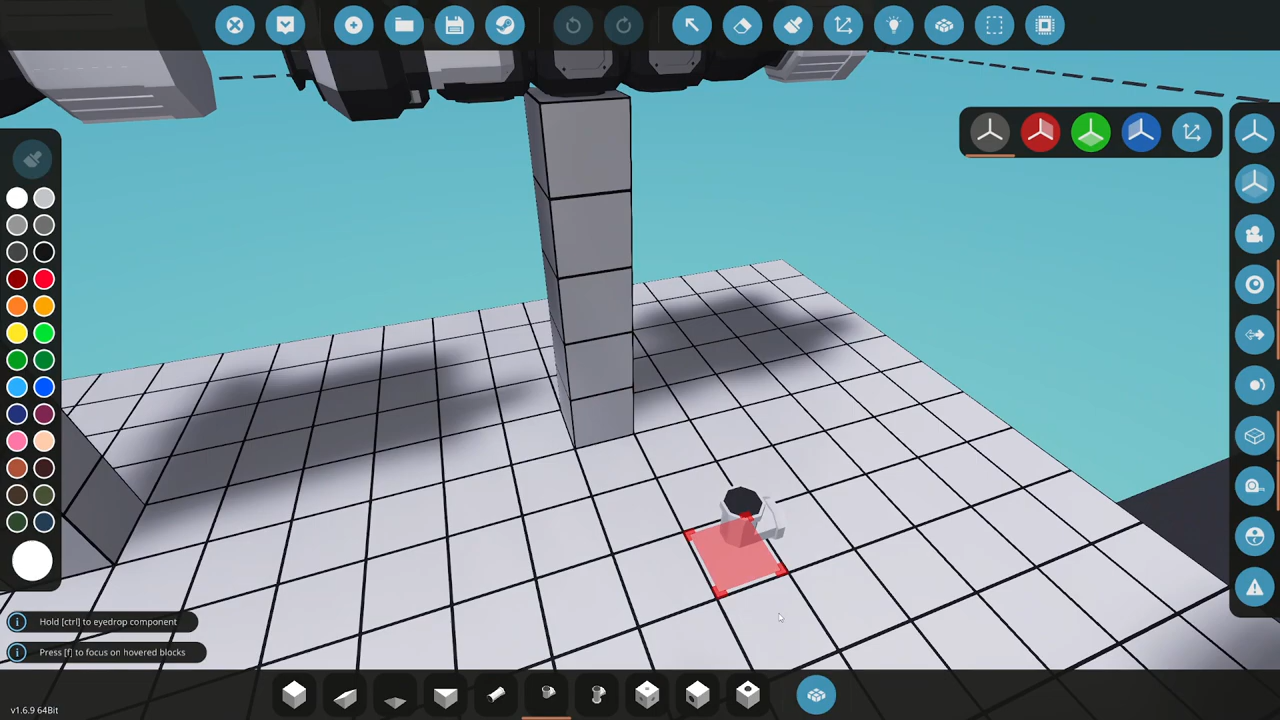 Hold [ctrl] to eyedrop component
Press [f] to focus on hovered blocks
v1.6.9 64Bit